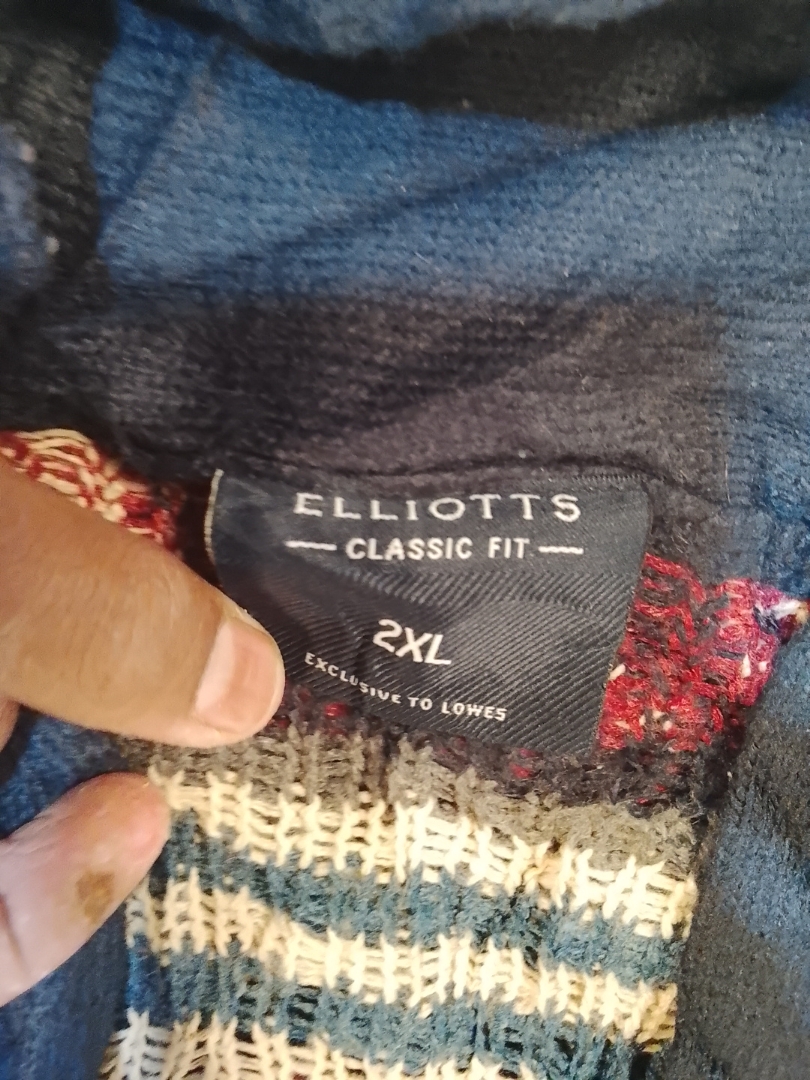 ELLIOTTS
CLASSIC FIT
2XL
EXCLUSIVE TO LOWES